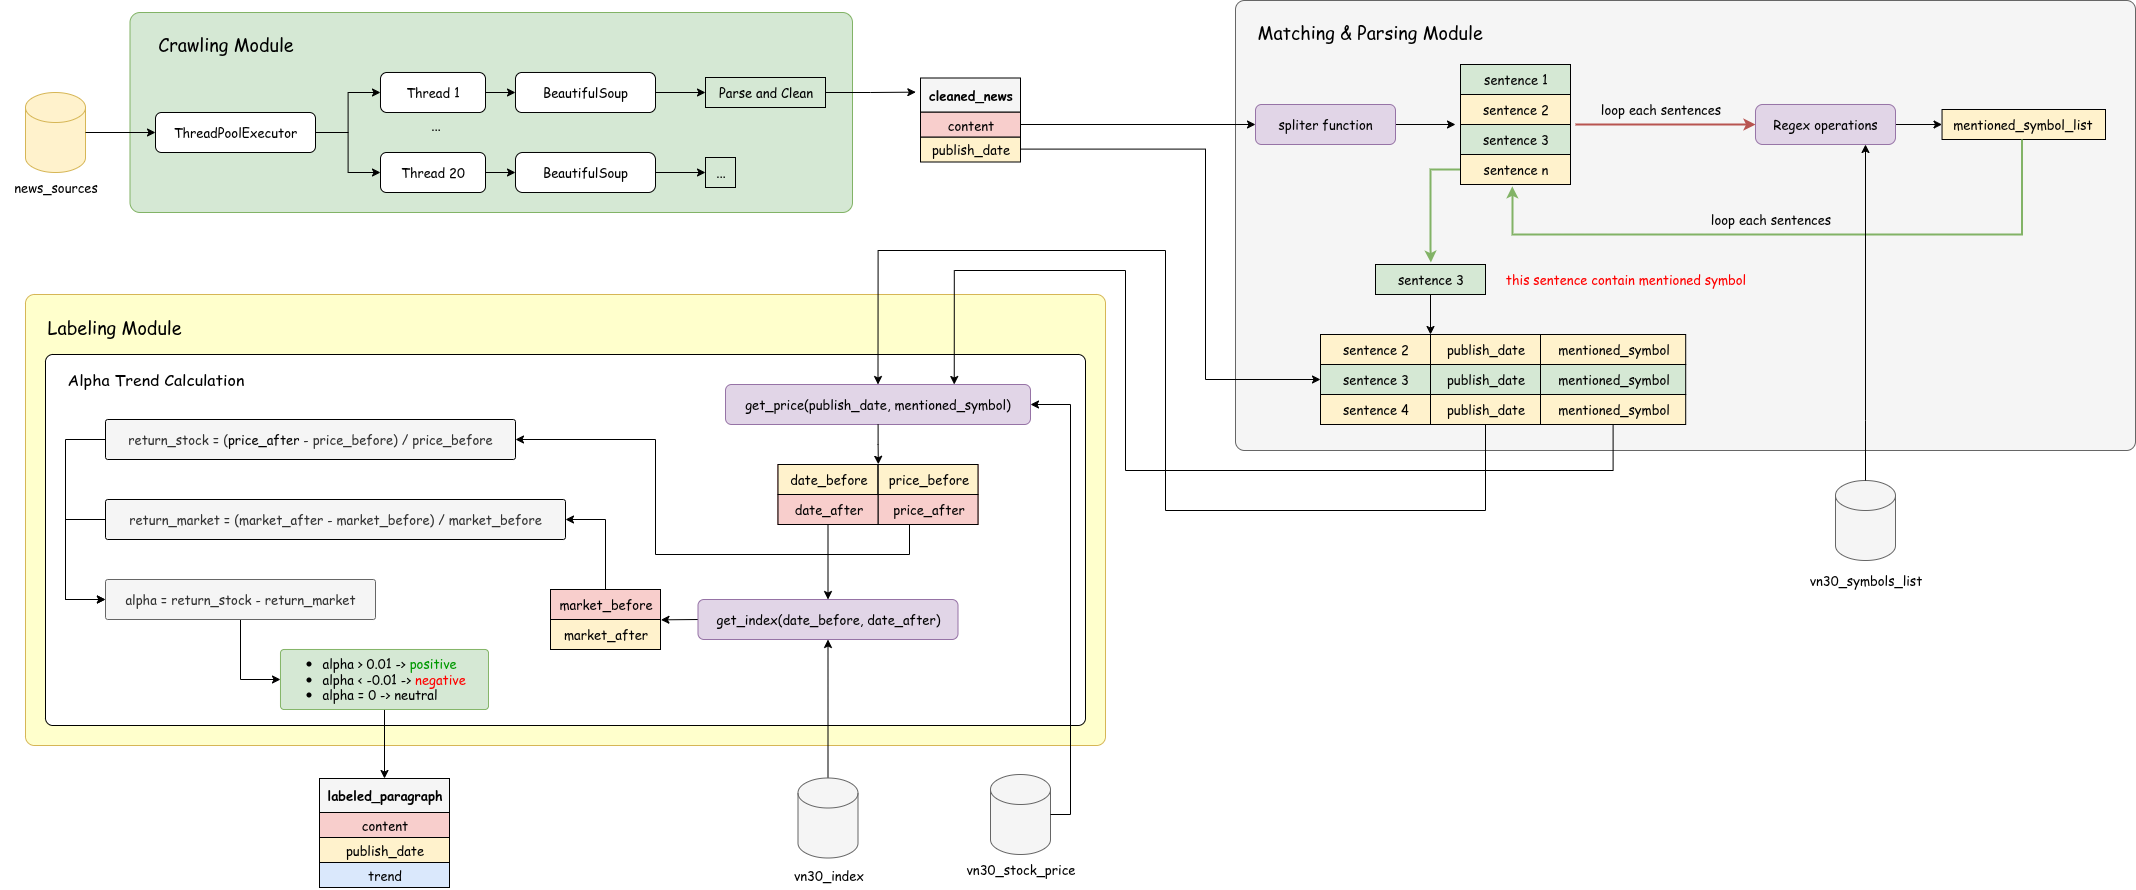 Crawling Module
news_sources
ThreadPoolExecutor
Thread 1
...
Thread 20
BeautifulSoup
BeautifulSoup
Parse and Clean
...
cleaned_news
content
publish_date
Matching & Parsing Module
spliter function
sentence 1
sentence 2
sentence 3
sentence n
loop each sentences
Regex operations
mentioned_symbol_list
loop each sentences
sentence 3
this sentence contain mentioned symbol
sentence 2 publish_date mentioned_symbol
sentence 3 publish_date mentioned_symbol
sentence 4 publish_date mentioned_symbol
vn30_symbols_list
Labeling Module
Alpha Trend Calculation
get_price(publish_date, mentioned_symbol)
return_stock = (price_after - price_before) / price_before
date_before price_before
date_after price_after
return_market = (market_after - market_before) / market_before
alpha = return_stock - return_market
market_before
market_after
get_index(date_before, date_after)
• alpha > 0.01 -> positive
• alpha < -0.01 -> negative
• alpha = 0 -> neutral
labeled_paragraph
content
publish_date
trend
vn30_index
vn30_stock_price